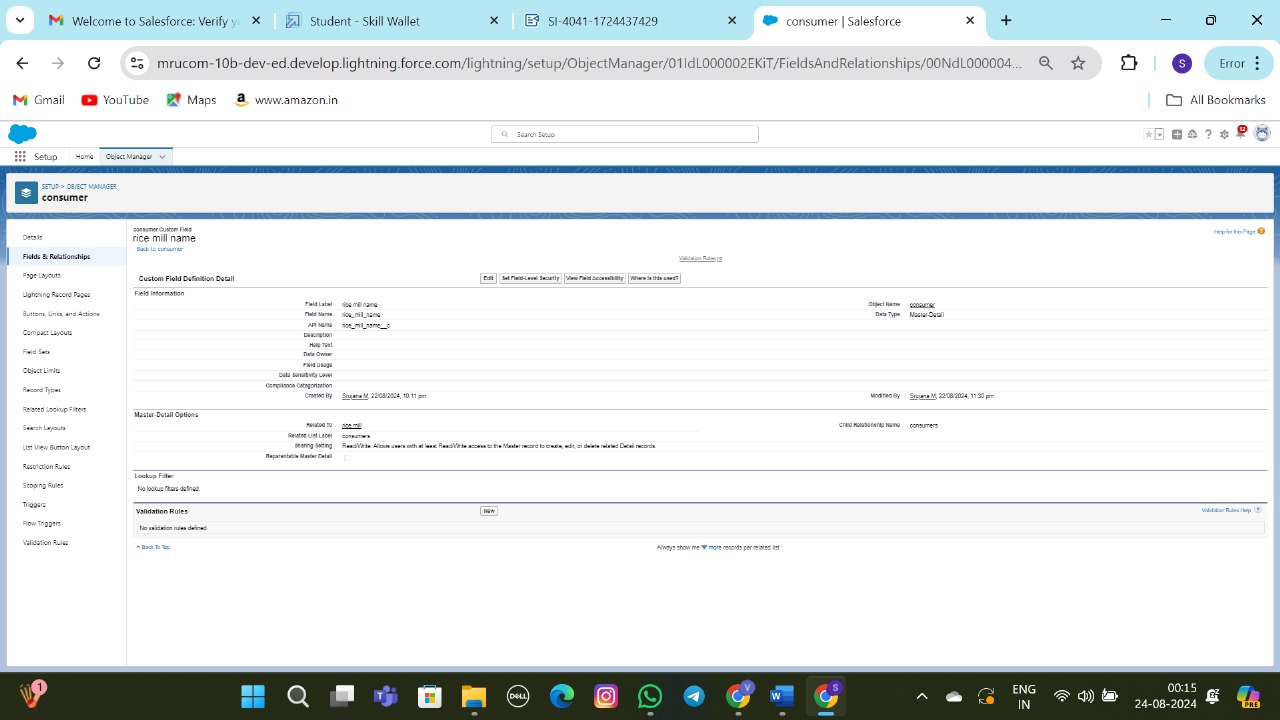 Welcome to Salesforce: Verify yo
Student - Skill Wallet
SI-4041-1724437429
consumer | Salesforce
mrucom-10b-dev-ed.develop.lightning.force.com/lightning/setup/ObjectManager/01IdL000002EKiT/FieldsAndRelationships/00NdL000004...
S
Error
Gmail
YouTube
Maps
www.amazon.in
All Bookmarks
Search Setup
12
Setup
Home
Object Manager
SETUP > OBJECT MANAGER
consumer
Details
Fields & Relationships
Page Layouts
Lightning Record Pages
Buttons, Links, and Actions
Compact Layouts
Field Sets
Object Limits
Record Types
Related Lookup Filters
Search Layouts
List View Button Layout
Restriction Rules
Scoping Rules
Triggers
Flow Triggers
Validation Rules
consumer Custom Field
rice mill name
Back to consumer
Help for this Page
Validation Rules [0]
Custom Field Definition Detail
Edit
Set Field-Level Security
View Field Accessibility
Where is this used?
Field Information
Field Label rice mill name Object Name consumer
Field Name rice_mill_name Data Type Master-Detail
API Name rice_mill_name__c
Description
Help Text
Data Owner
Field Usage
Data Sensitivity Level
Compliance Categorization
Created By Srujana M, 22/08/2024, 10:11 pm Modified By Srujana M, 22/08/2024, 11:30 pm
Master-Detail Options
Related To rice mill Child Relationship Name consumers
Related List Label consumers
Sharing Setting Read/Write: Allows users with at least Read/Write access to the Master record to create, edit, or delete related Detail records.
Reparentable Master Detail
Lookup Filter
No lookup filters defined.
Validation Rules New Validation Rules Help ?
No validation rules defined.
^ Back To Top Always show me more records per related list
1
DELL
V
S
ENG
IN
00:15
24-08-2024
PRE